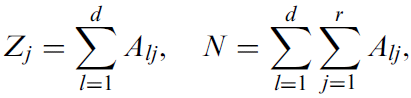 Z_j = \sum_{l=1}^{d} A_{lj}, \quad N = \sum_{l=1}^{d} \sum_{j=1}^{r} A_{lj},